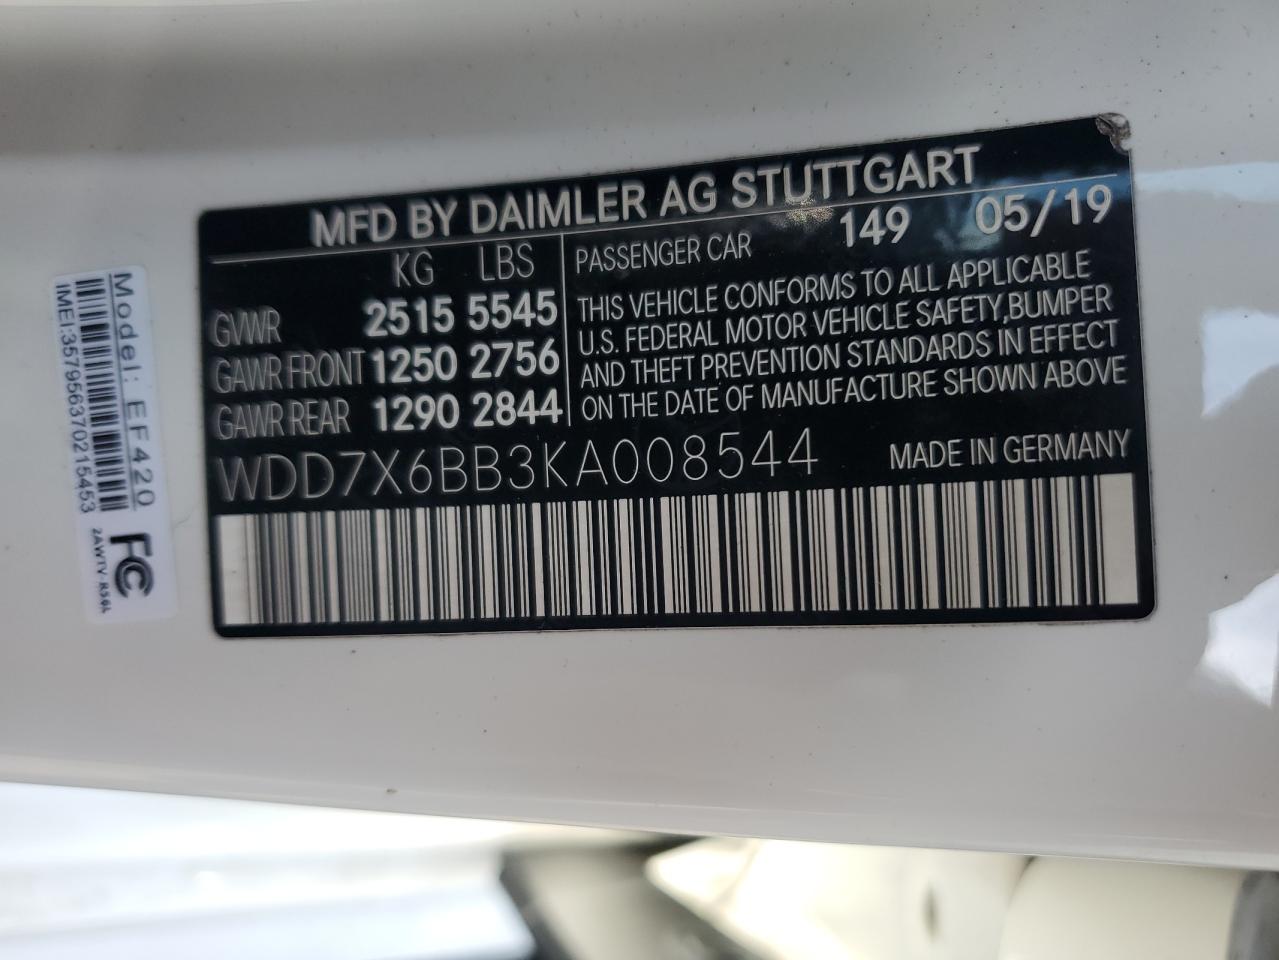 MFD BY DAIMLER AG STUTTGART
KG LBS
GVWR 2515 5545
GAWR FRONT 1250 2756
GAWR REAR 1290 2844
PASSENGER CAR 149 05/19
THIS VEHICLE CONFORMS TO ALL APPLICABLE
U.S. FEDERAL MOTOR VEHICLE SAFETY,BUMPER
AND THEFT PREVENTION STANDARDS IN EFFECT
ON THE DATE OF MANUFACTURE SHOWN ABOVE
WDD7X6BB3KA008544 MADE IN GERMANY
Model: EF420
IMEI:357956370215453
FC
2AWTV-RS6L